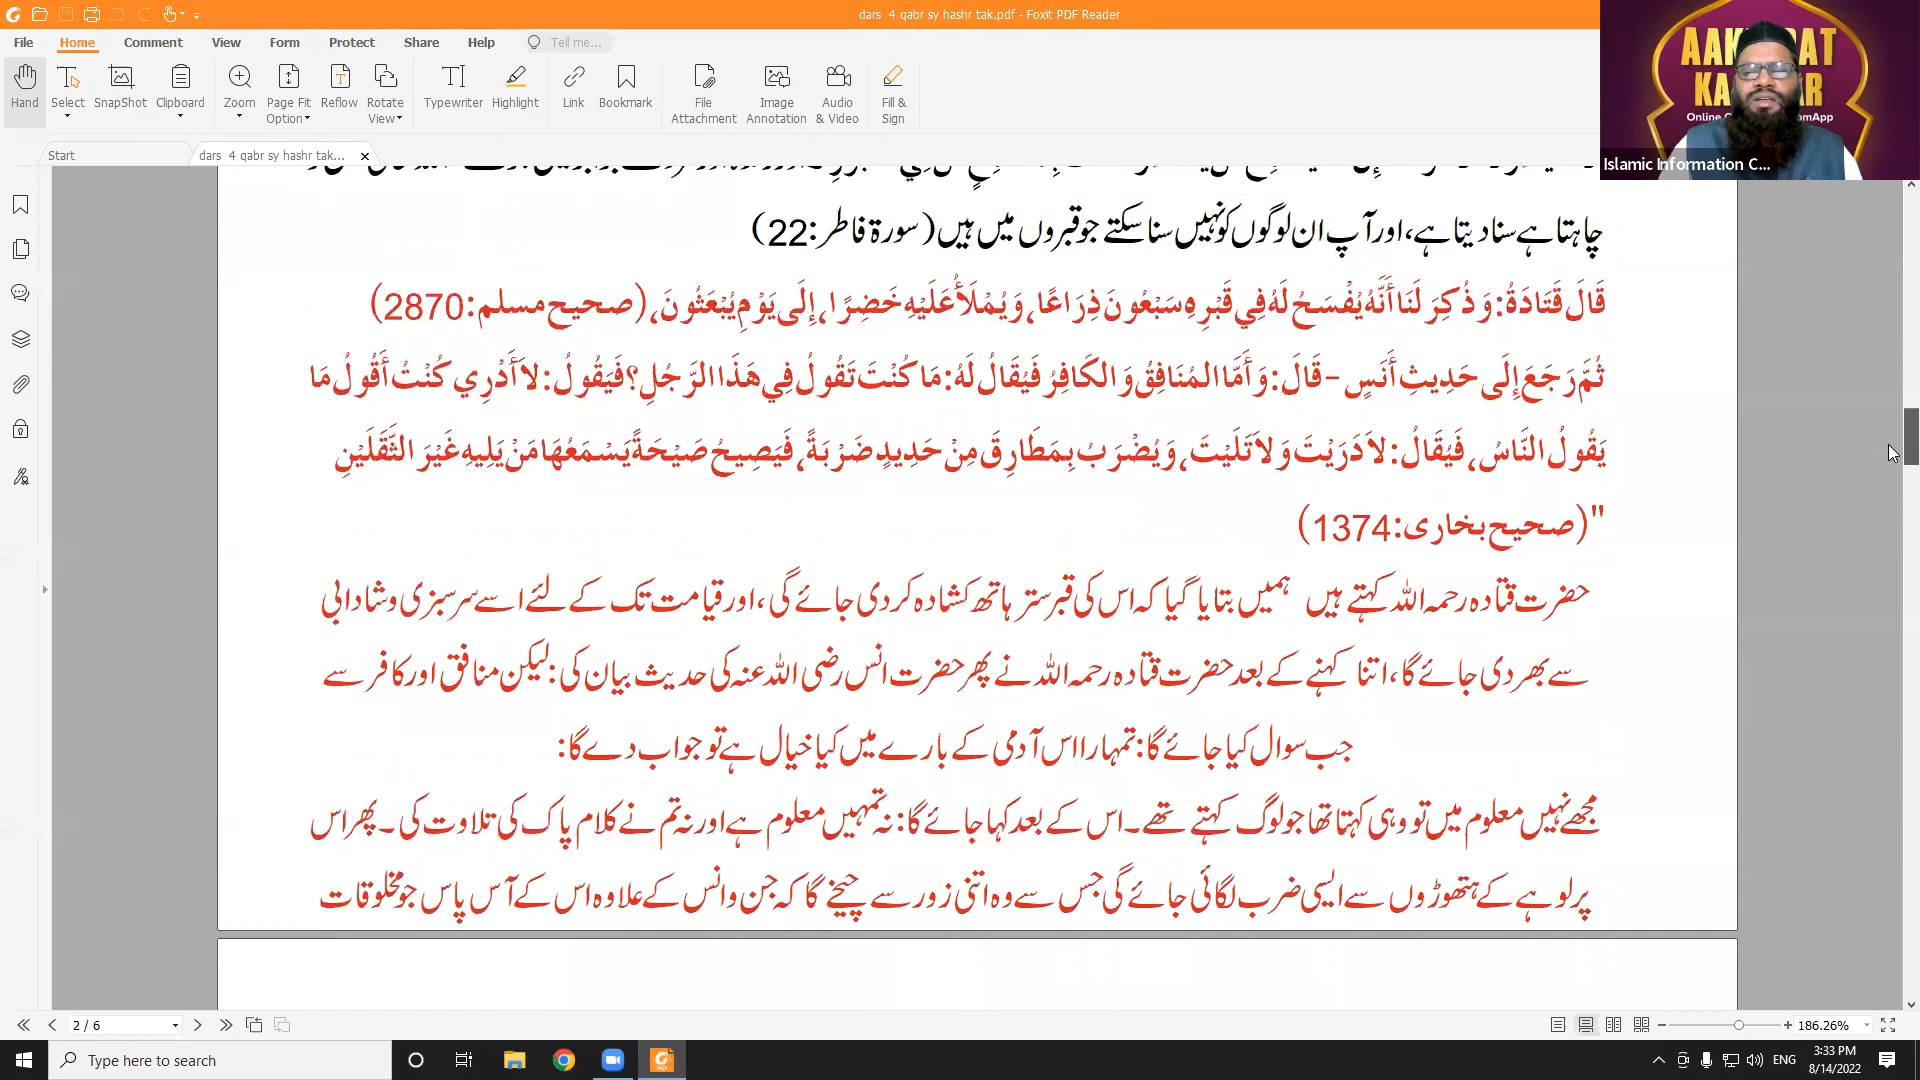 dars 4 qabr sy hashr tak.pdf - Foxit PDF Reader
File Home Comment View Form Protect Share Help Tell me...
Hand Select SnapShot Clipboard Zoom Page Fit Option Reflow Rotate View Typewriter Highlight Link Bookmark File Attachment Image Annotation Audio & Video Fill & Sign
Start dars 4 qabr sy hashr tak...
Islamic Information C...
چاہتا ہے سنا دیتا ہے، اور آپ ان لوگوں کو نہیں سنا سکتے جو قبروں میں ہیں (سورۃ فاطر:22)
قَالَ قَتَادَةُ: وَذُكِرَ لَنَا أَنَّهُ يُفْسَحُ لَهُ فِي قَبْرِهِ سَبْعُونَ ذِرَاعًا، وَيُمْلَأُ عَلَيْهِ خَضِرًا، إِلَى يَوْمِ يُبْعَثُونَ، (صحیح مسلم:2870)
ثُمَّ رَجَعَ إِلَى حَدِيثِ أَنَسٍ - قَالَ: وَأَمَّا المُنَافِقُ وَالكَافِرُ فَيُقَالُ لَهُ: مَا كُنْتَ تَقُولُ فِي هَذَا الرَّجُلِ؟ فَيَقُولُ: لاَ أَدْرِي كُنْتُ أَقُولُ مَا
يَقُولُ النَّاسُ، فَيُقَالُ: لاَ دَرَيْتَ وَلاَ تَلَيْتَ، وَيُضْرَبُ بِمَطَارِقَ مِنْ حَدِيدٍ ضَرْبَةً، فَيَصِيحُ صَيْحَةً يَسْمَعُهَا مَنْ يَلِيهِ غَيْرَ الثَّقَلَيْنِ
"(صحیح بخاری:1374)
حضرت قتادہ رحمہ اللہ کہتے ہیں ہمیں بتایا گیا کہ اس کی قبر ستر ہاتھ کشادہ کر دی جائے گی، اور قیامت تک کے لئے اسے سرسبزی و شادابی
سے بھر دی جائے گا، اتنا کہنے کے بعد حضرت قتادہ رحمہ اللہ نے پھر حضرت انس رضی اللہ عنہ کی حدیث بیان کی: لیکن منافق اور کافر سے
جب سوال کیا جائے گا: تمہارا اس آدمی کے بارے میں کیا خیال ہے تو جواب دے گا:
مجھے نہیں معلوم میں تو وہی کہتا تھا جو لوگ کہتے تھے۔ اس کے بعد کہا جائے گا: نہ تمہیں معلوم ہے اور نہ تم نے کلام پاک کی تلاوت کی۔ پھر اس
پر لوہے کے ہتھوڑوں سے ایسی ضرب لگائی جائے گی جس سے وہ اتنی زور سے چیخے گا کہ جن و انس کے علاوہ اس کے آس پاس جو مخلوقات
2 / 6
186.26%
Type here to search
ENG
3:33 PM
8/14/2022